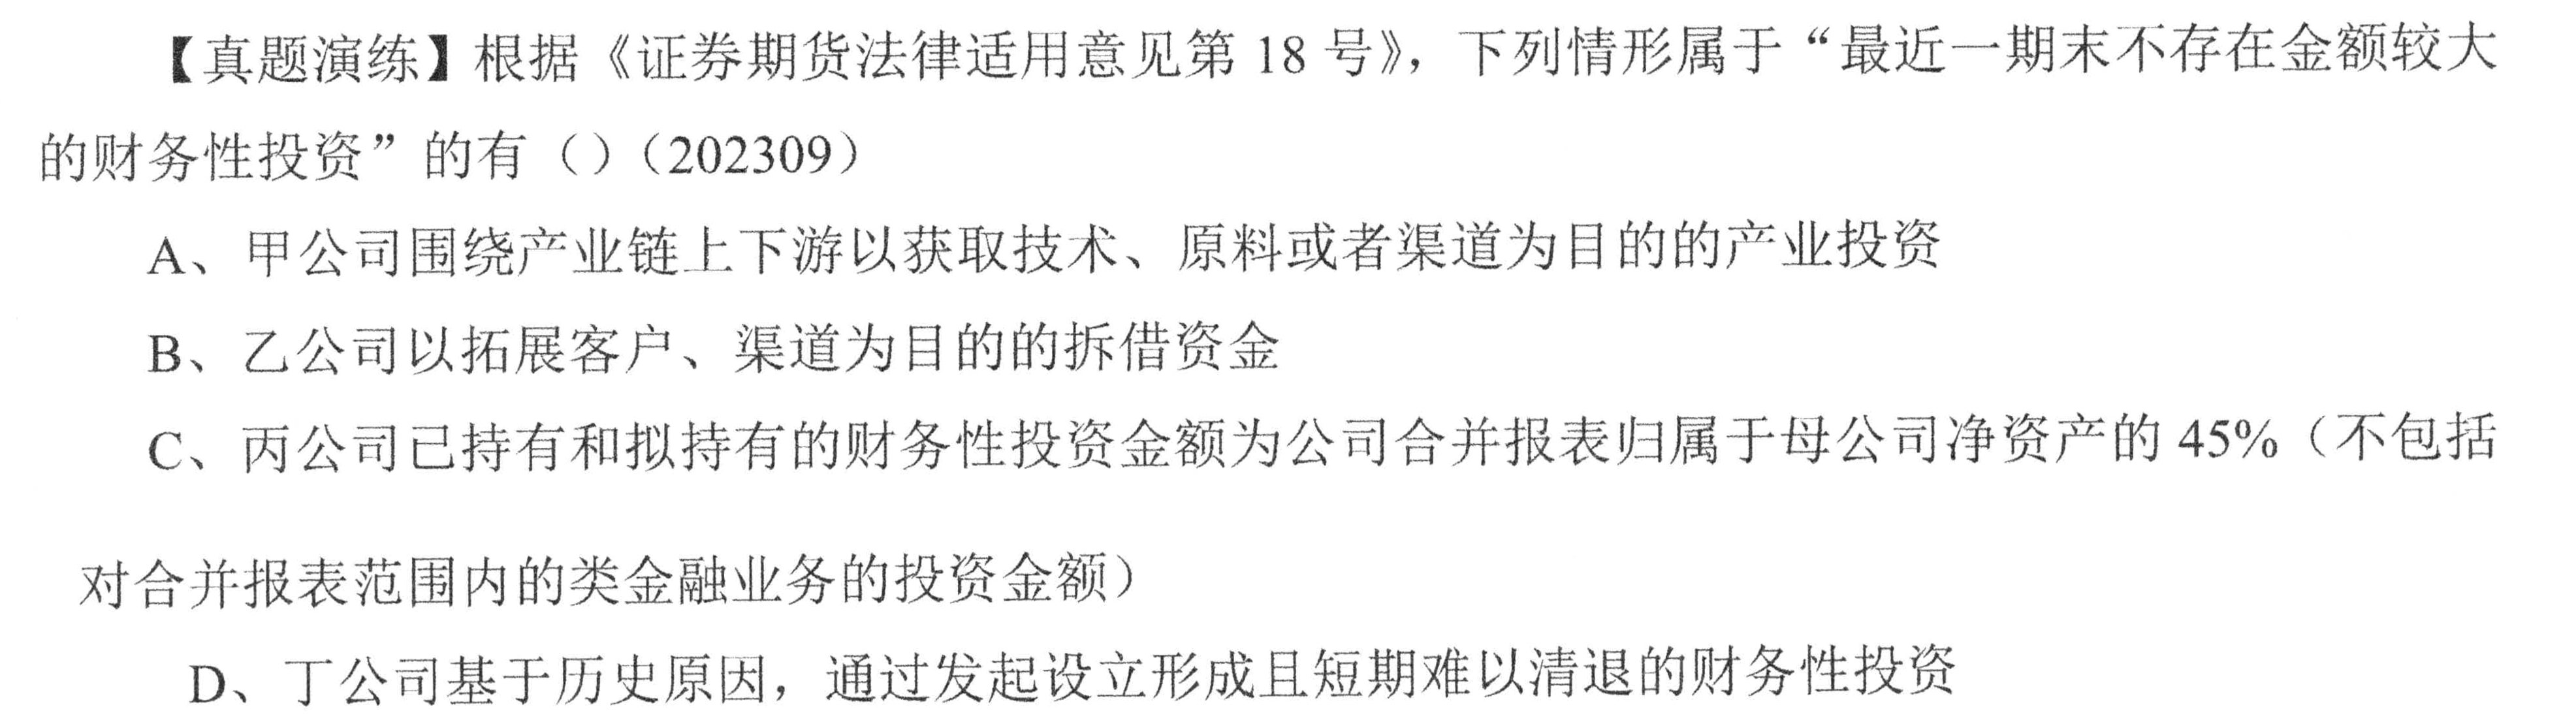 【真题演练】根据《证券期货法律适用意见第 18 号》，下列情形属于“最近一期末不存在金额较大
的财务性投资”的有（）（202309）
A、甲公司围绕产业链上下游以获取技术、原料或者渠道为目的的产业投资
B、乙公司以拓展客户、渠道为目的的拆借资金
C、丙公司已持有和拟持有的财务性投资金额为公司合并报表归属于母公司净资产的 45%（不包括
对合并报表范围内的类金融业务的投资金额）
D、丁公司基于历史原因，通过发起设立形成且短期难以清退的财务性投资